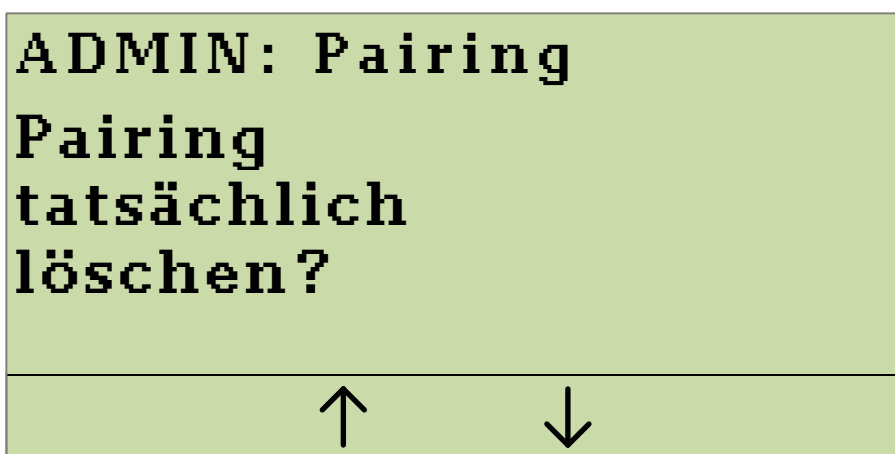 ADMIN: Pairing
Pairing
tatsächlich
löschen?
↑ ↓